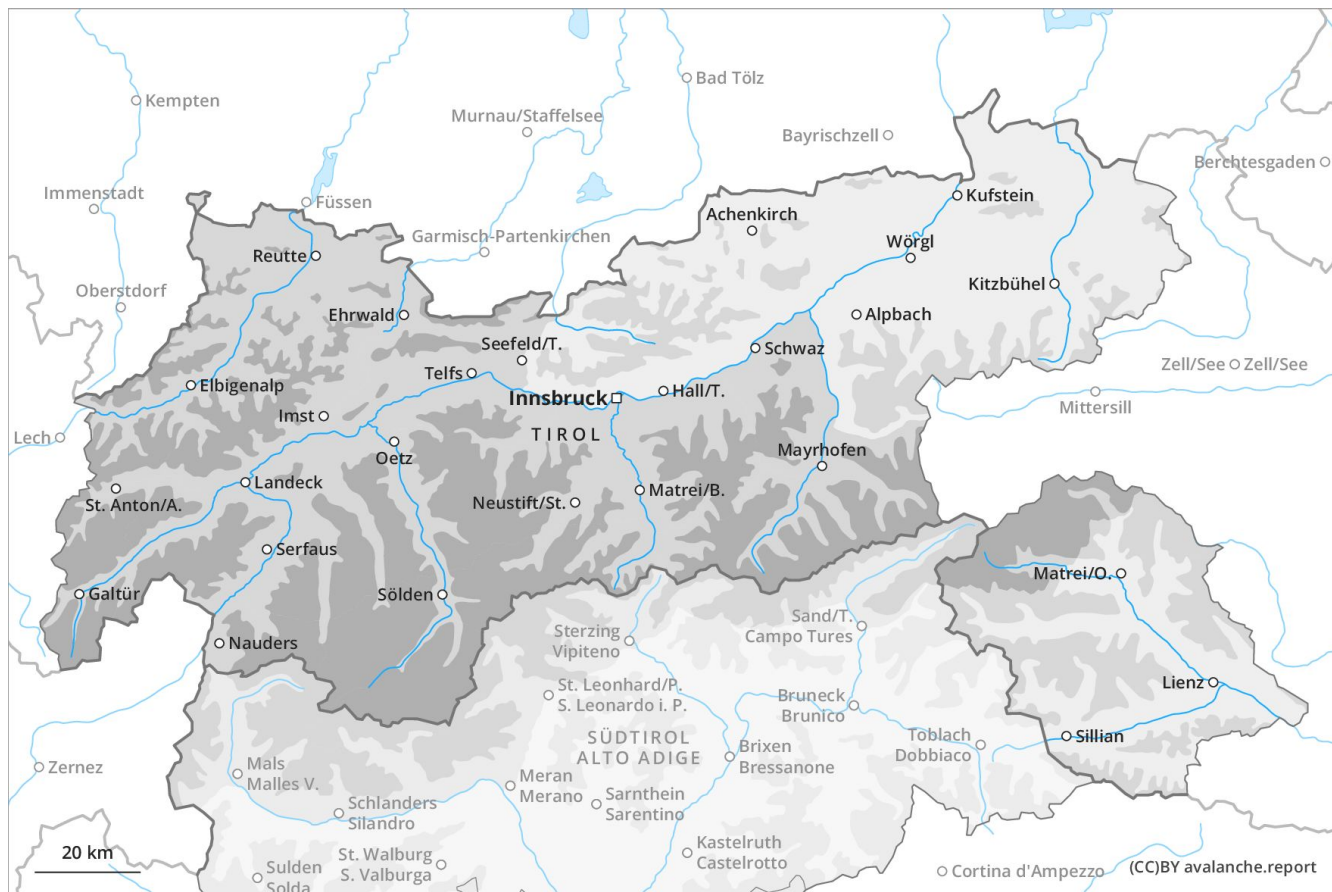 Bad Tölz
Kempten
Murnau/Staffelsee
Bayrischzell
Berchtesgaden
Immenstadt
Füssen
Kufstein
Achenkirch
Garmisch-Partenkirchen
Wörgl
Reutte
Kitzbühel
Oberstdorf
Ehrwald
Alpbach
Seefeld/T.
Schwaz
Telfs
Zell/See
Zell/See
Elbigenalp
Innsbruck
Hall/T.
Mittersill
Imst
Lech
TIROL
Mayrhofen
Oetz
Landeck
St. Anton/A.
Neustift/St.
Matrei/B.
Serfaus
Matrei/O.
Galtür
Sölden
Sand/T.
Campo Tures
Sterzing
Vipiteno
Nauders
Lienz
St. Leonhard/P.
S. Leonardo i. P.
Bruneck
Brunico
SÜDTIROL
ALTO ADIGE
Toblach
Dobbiaco
Sillian
Brixen
Bressanone
Zernez
Mals
Malles V.
Meran
Merano
Sarnthein
Sarentino
Schlanders
Silandro
Kastelruth
Castelrotto
20 km
St. Walburg
S. Valburga
Sulden
Solda
Cortina d'Ampezzo
(CC)BY avalanche.report